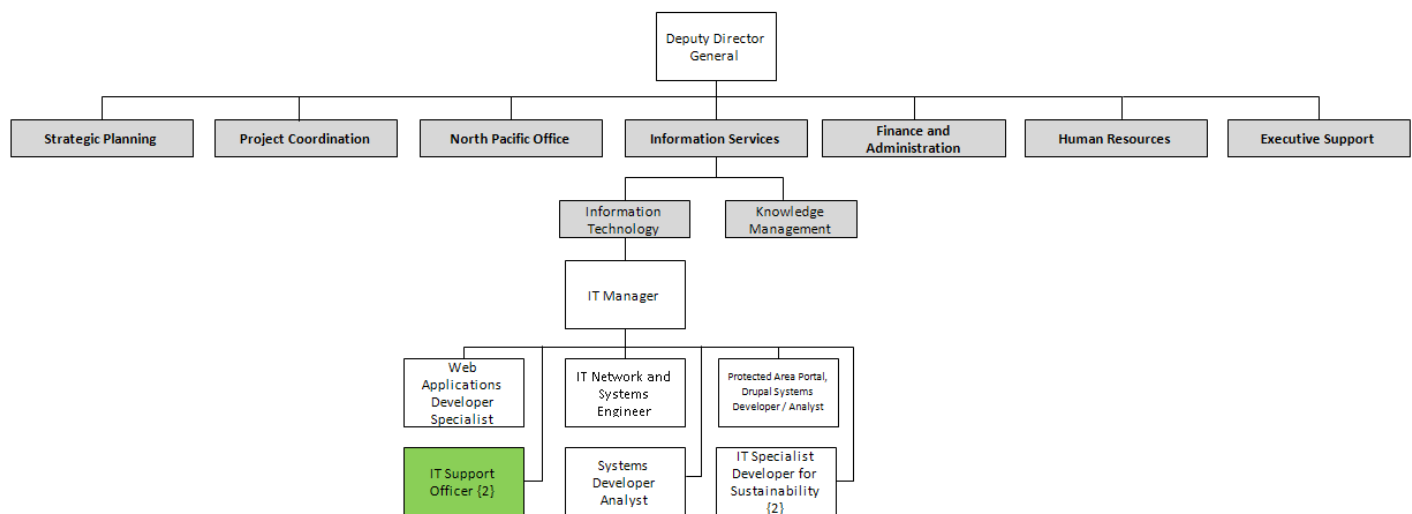 Deputy Director
General
Strategic Planning
Project Coordination
North Pacific Office
Information Services
Finance and
Administration
Human Resources
Executive Support
Information
Technology
Knowledge
Management
IT Manager
Web
Applications
Developer
Specialist
IT Network and
Systems
Engineer
Protected Area Portal,
Drupal Systems
Developer / Analyst
IT Support
Officer {2}
Systems
Developer
Analyst
IT Specialist
Developer for
Sustainability
{2}